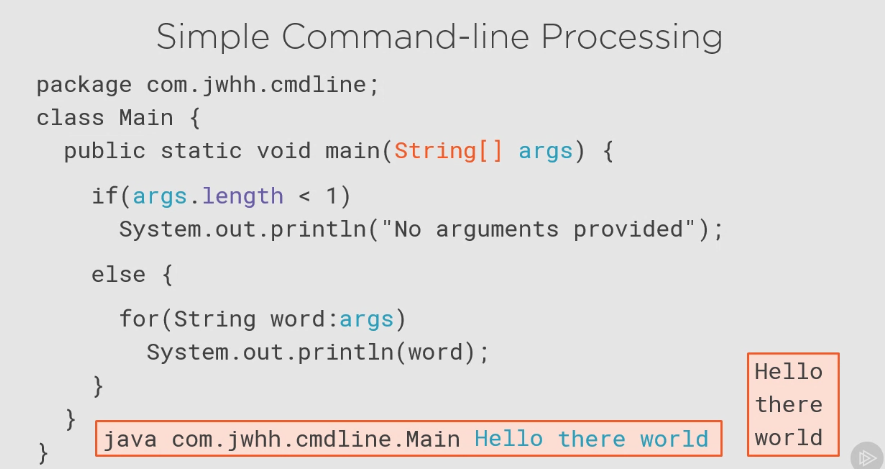 Simple Command-line Processing
package com.jwhh.cmdline;
class Main {
public static void main(String[] args) {
if(args.length < 1)
System.out.println("No arguments provided");
else {
for(String word:args)
System.out.println(word);
}
}
}
java com.jwhh.cmdline.Main Hello there world
Hello
there
world